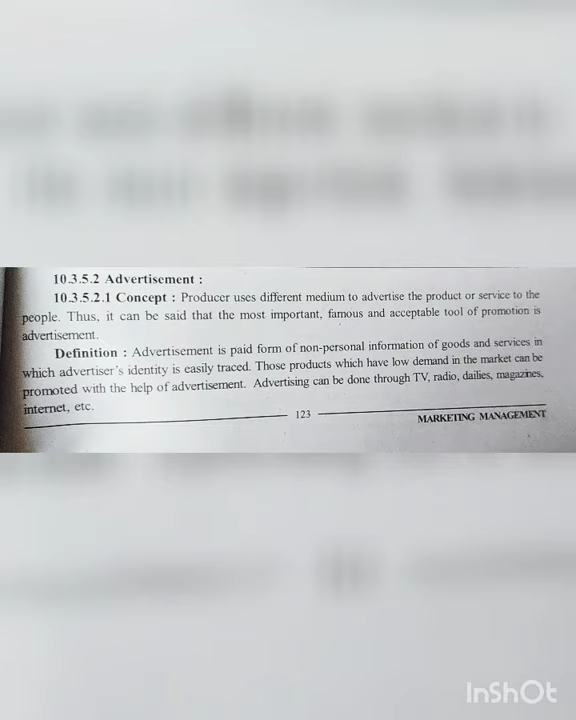 10.3.5.2 Advertisement :
10.3.5.2.1 Concept : Producer uses different medium to advertise the product or service to the
people. Thus, it can be said that the most important, famous and acceptable tool of promotion is
advertisement.
Definition : Advertisement is paid form of non-personal information of goods and services in
which advertiser's identity is easily traced. Those products which have low demand in the market can be
promoted with the help of advertisement. Advertising can be done through TV, radio, dailies, magazines,
internet, etc.
123
MARKETING MANAGEMENT
InShOt